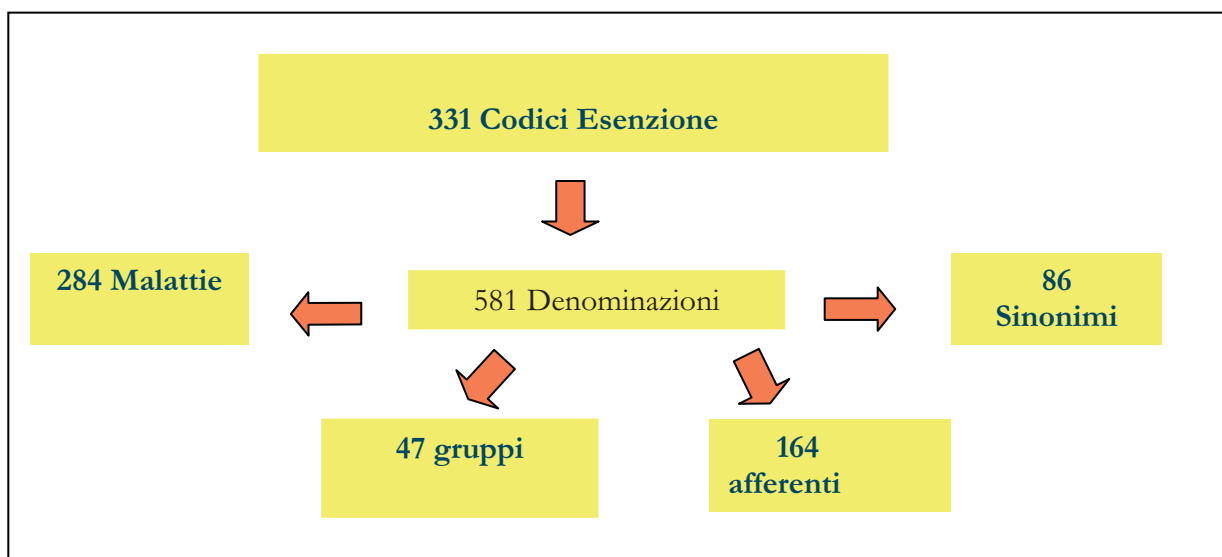 331 Codici Esenzione
284 Malattie
581 Denominazioni
86
Sinonimi
47 gruppi
164
afferenti